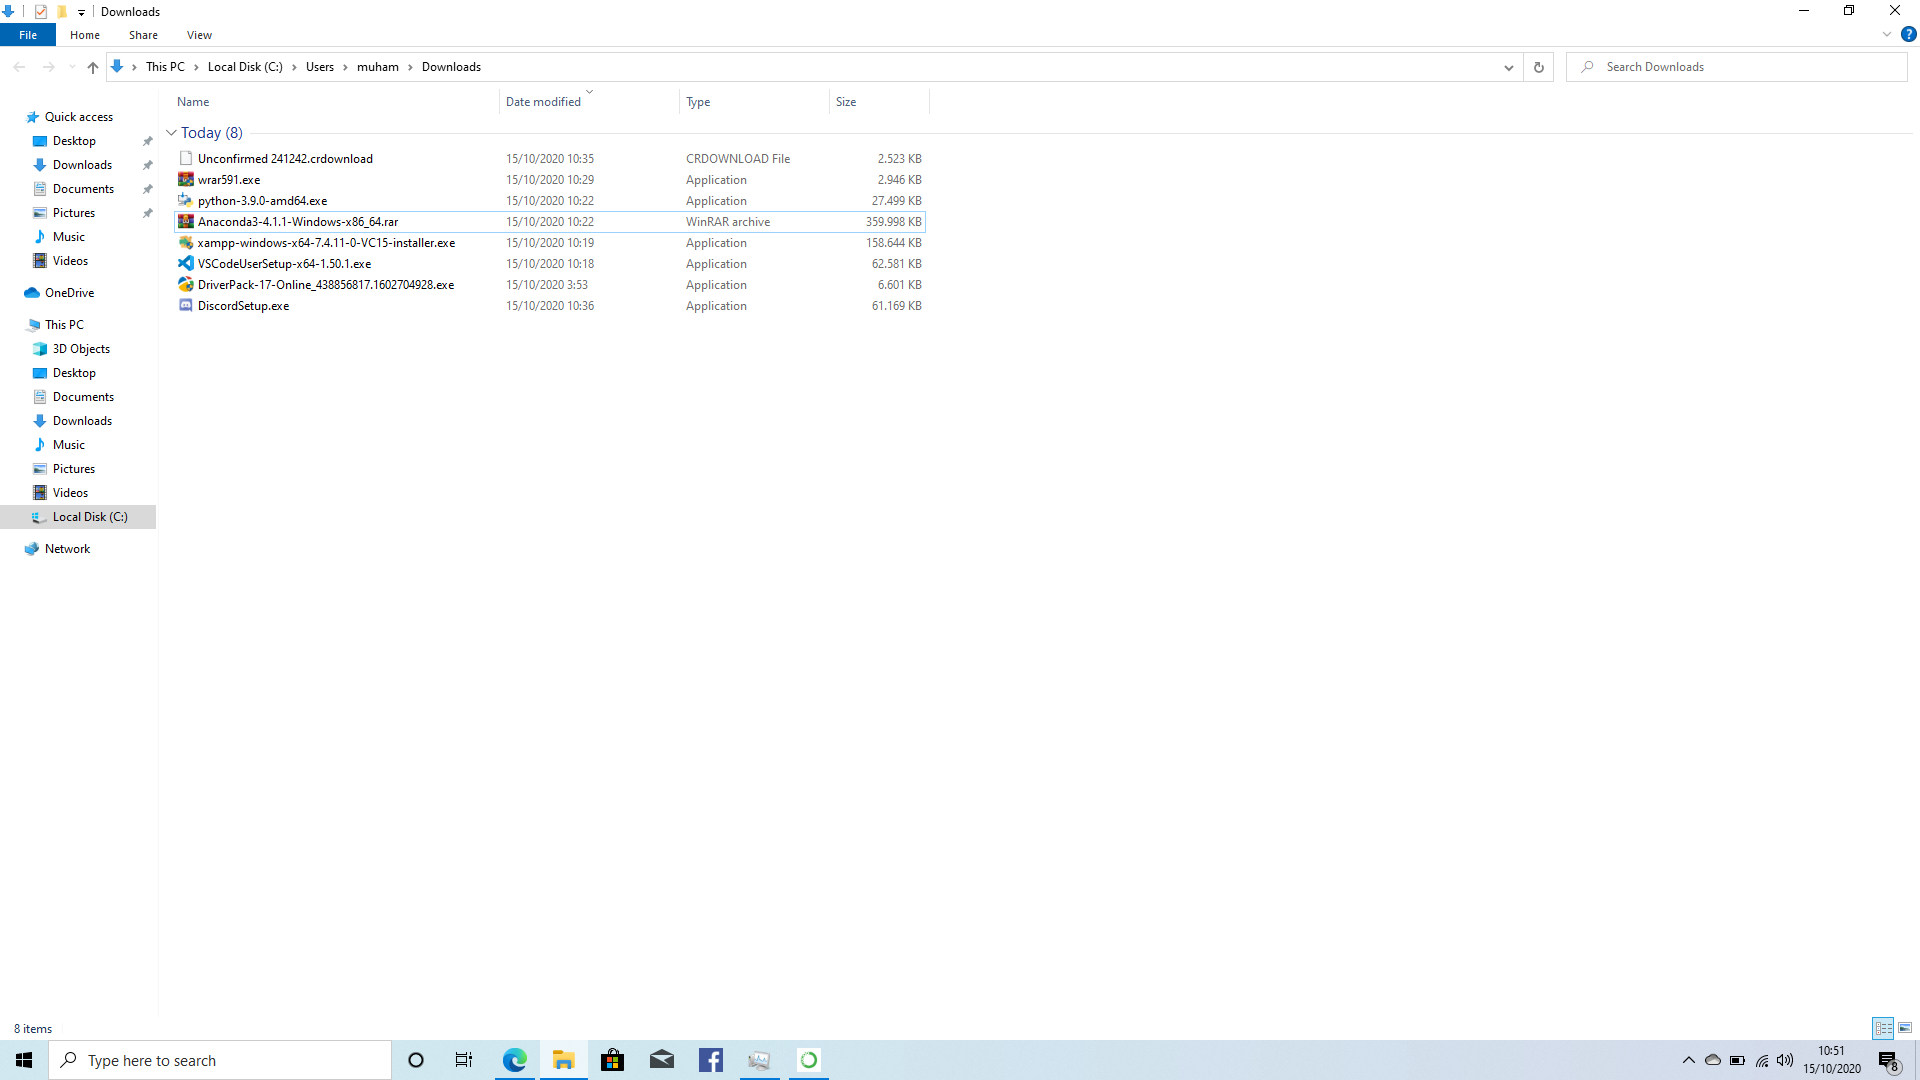 Downloads
File Home Share View
This PC Local Disk (C:) Users muham Downloads
Search Downloads
Quick access
Desktop
Downloads
Documents
Pictures
Music
Videos
OneDrive
This PC
3D Objects
Desktop
Documents
Downloads
Music
Pictures
Videos
Local Disk (C:)
Network
Name Date modified Type Size
Today (8)
Unconfirmed 241242.crdownload 15/10/2020 10:35 CRDOWNLOAD File 2.523 KB
wrar591.exe 15/10/2020 10:29 Application 2.946 KB
python-3.9.0-amd64.exe 15/10/2020 10:22 Application 27.499 KB
Anaconda3-4.1.1-Windows-x86_64.rar 15/10/2020 10:22 WinRAR archive 359.998 KB
xampp-windows-x64-7.4.11-0-VC15-installer.exe 15/10/2020 10:19 Application 158.644 KB
VSCodeUserSetup-x64-1.50.1.exe 15/10/2020 10:18 Application 62.581 KB
DriverPack-17-Online_438856817.1602704928.exe 15/10/2020 3:53 Application 6.601 KB
DiscordSetup.exe 15/10/2020 10:36 Application 61.169 KB
8 items
Type here to search
10:51
15/10/2020
8